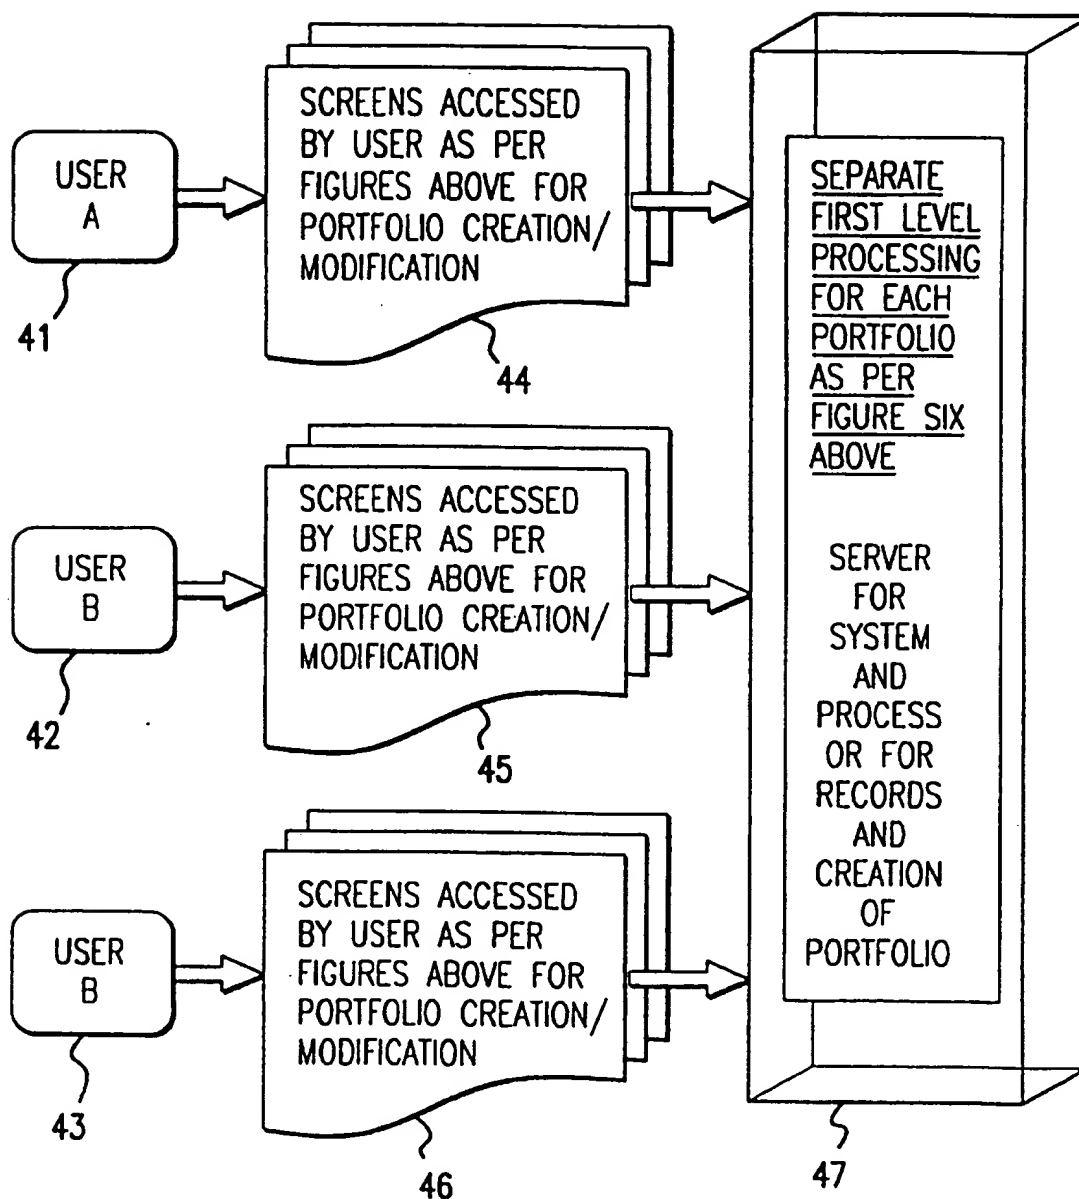 USER
A
41
SCREENS ACCESSED
BY USER AS PER
FIGURES ABOVE FOR
PORTFOLIO CREATION/
MODIFICATION
44
USER
B
42
SCREENS ACCESSED
BY USER AS PER
FIGURES ABOVE FOR
PORTFOLIO CREATION/
MODIFICATION
45
USER
B
43
SCREENS ACCESSED
BY USER AS PER
FIGURES ABOVE FOR
PORTFOLIO CREATION/
MODIFICATION
46
SEPARATE
FIRST LEVEL
PROCESSING
FOR EACH
PORTFOLIO
AS PER
FIGURE SIX
ABOVE
SERVER
FOR
SYSTEM
AND
PROCESS
OR FOR
RECORDS
AND
CREATION
OF
PORTFOLIO
47